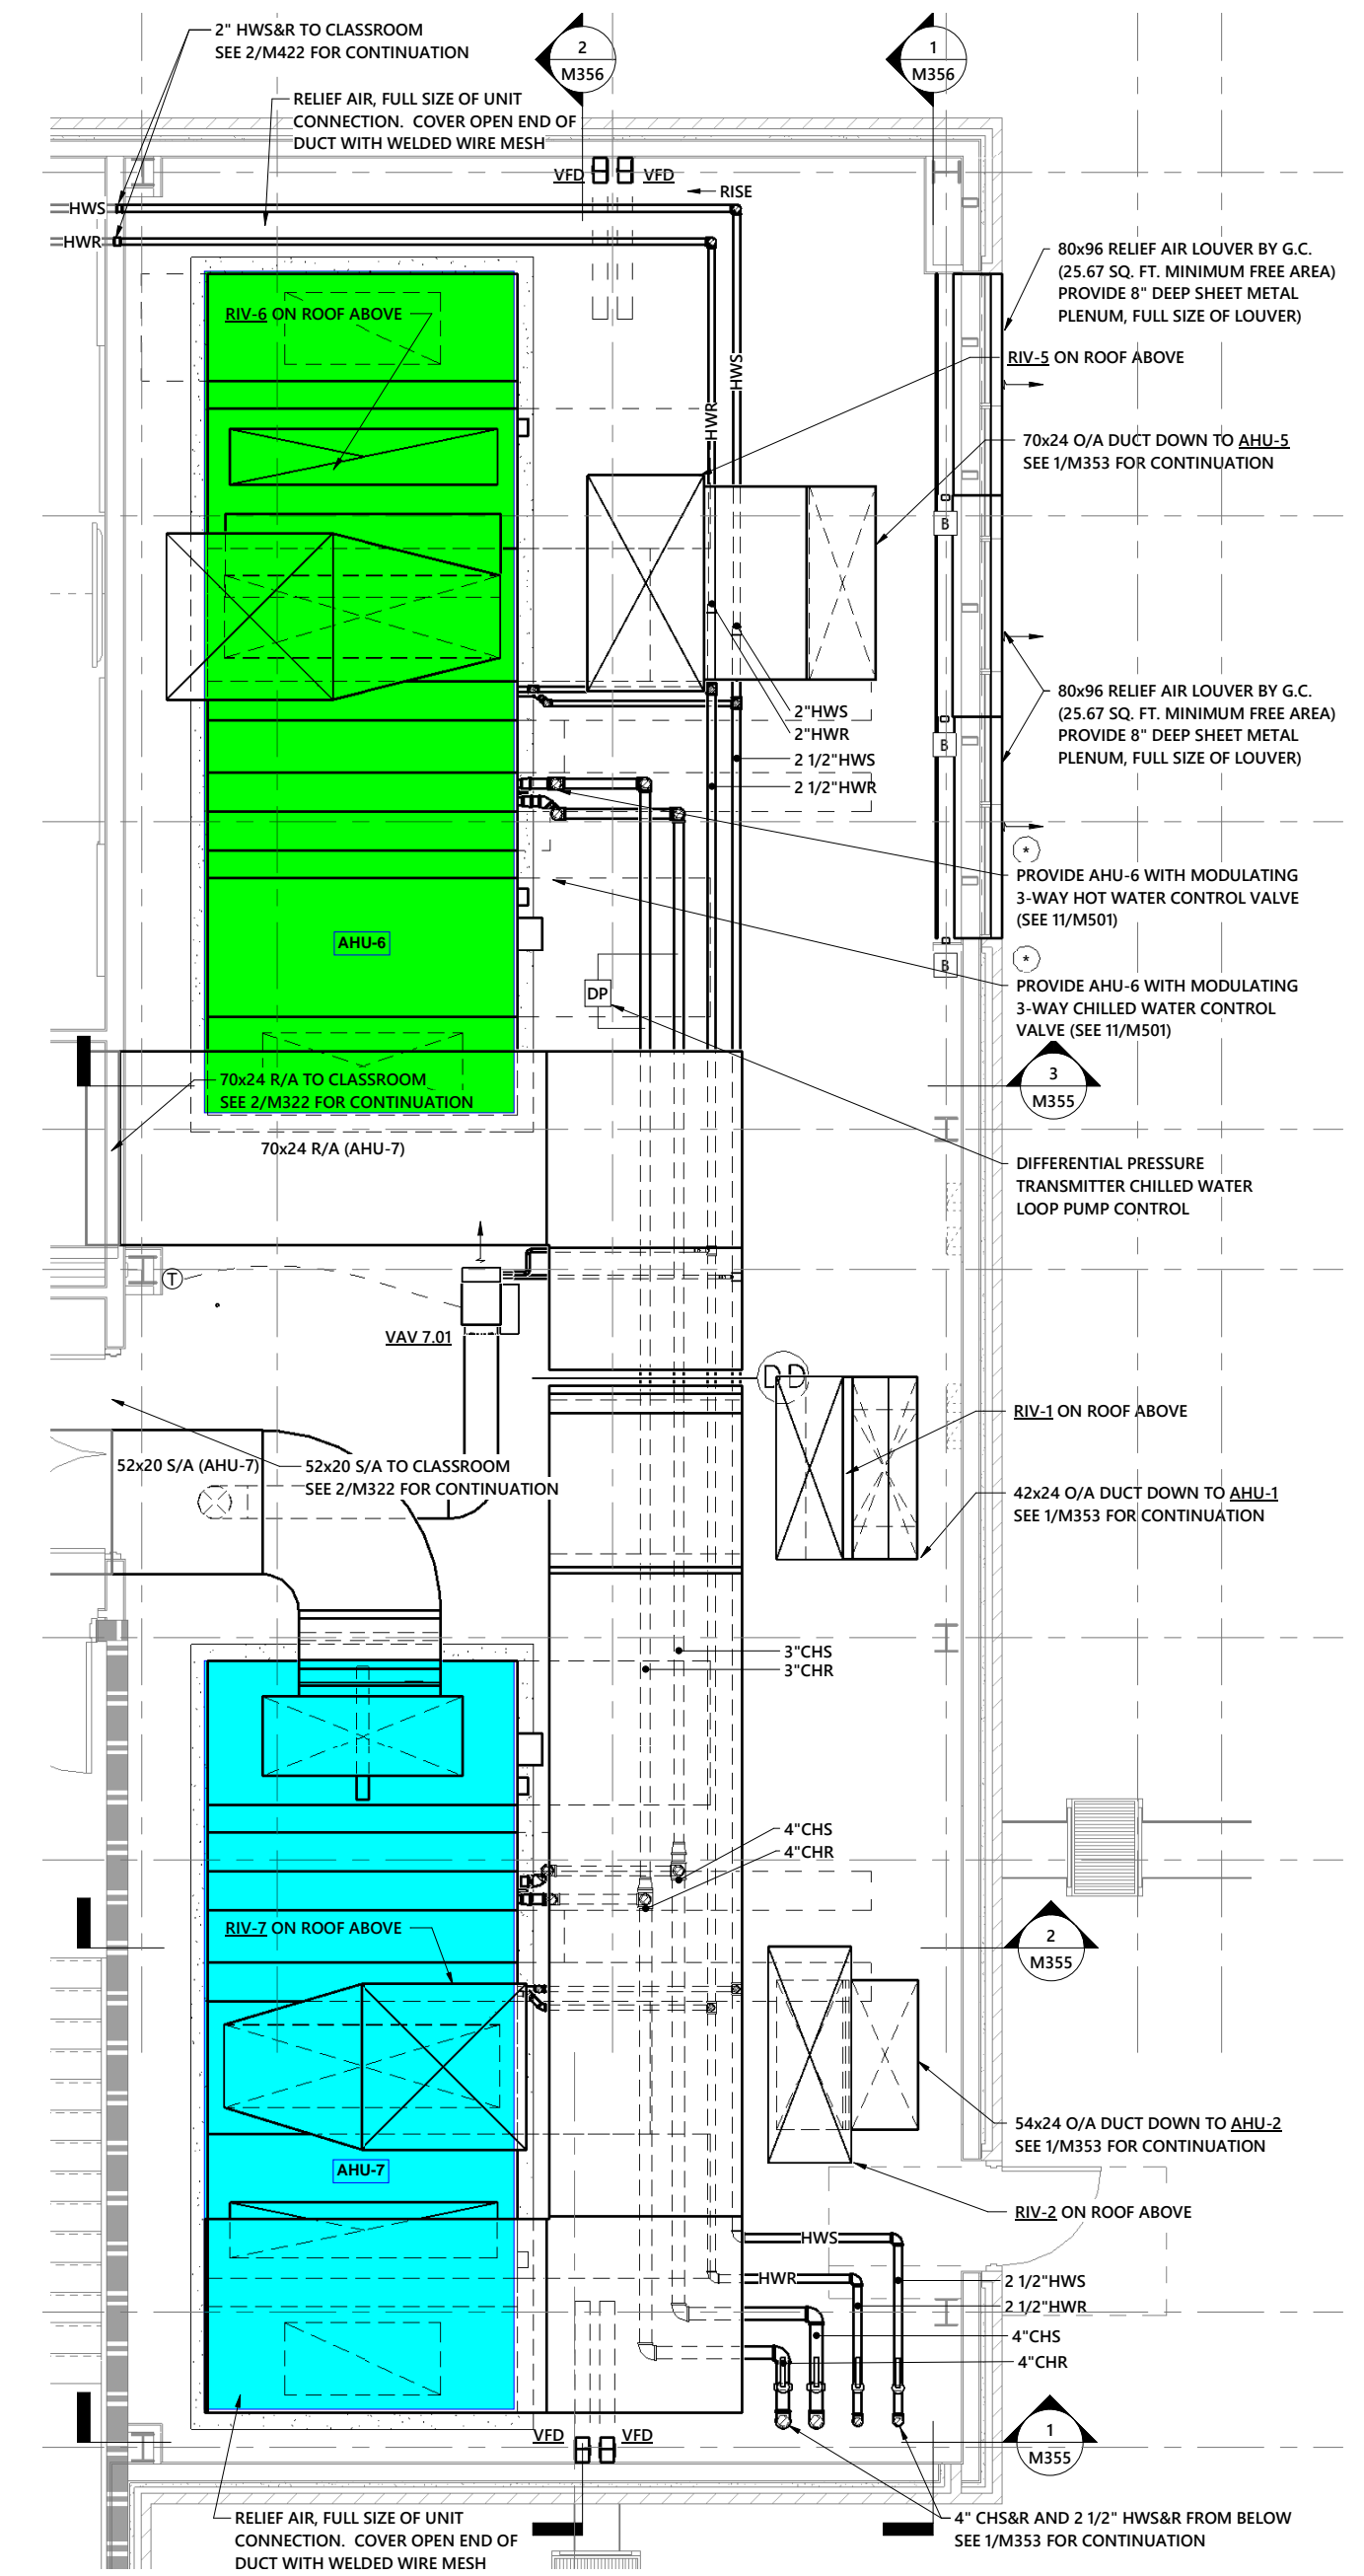 2" HWS&R TO CLASSROOM
SEE 2/M422 FOR CONTINUATION
2
M356
1
M356
RELIEF AIR, FULL SIZE OF UNIT
CONNECTION. COVER OPEN END OF
DUCT WITH WELDED WIRE MESH
VFD
VFD
RISE
HWS
HWR
80x96 RELIEF AIR LOUVER BY G.C.
(25.67 SQ. FT. MINIMUM FREE AREA)
PROVIDE 8" DEEP SHEET METAL
PLENUM, FULL SIZE OF LOUVER)
RIV-6 ON ROOF ABOVE
RIV-5 ON ROOF ABOVE
HWS
HWR
70x24 O/A DUCT DOWN TO AHU-5
SEE 1/M353 FOR CONTINUATION
B
80x96 RELIEF AIR LOUVER BY G.C.
(25.67 SQ. FT. MINIMUM FREE AREA)
PROVIDE 8" DEEP SHEET METAL
PLENUM, FULL SIZE OF LOUVER)
2"HWS
2"HWR
B
2 1/2"HWS
2 1/2"HWR
*
PROVIDE AHU-6 WITH MODULATING
3-WAY HOT WATER CONTROL VALVE
(SEE 11/M501)
AHU-6
*
B
PROVIDE AHU-6 WITH MODULATING
3-WAY CHILLED WATER CONTROL
VALVE (SEE 11/M501)
DP
3
M355
70x24 R/A TO CLASSROOM
SEE 2/M322 FOR CONTINUATION
70x24 R/A (AHU-7)
DIFFERENTIAL PRESSURE
TRANSMITTER CHILLED WATER
LOOP PUMP CONTROL
T
VAV 7.01
DD
RIV-1 ON ROOF ABOVE
52x20 S/A (AHU-7)
52x20 S/A TO CLASSROOM
SEE 2/M322 FOR CONTINUATION
42x24 O/A DUCT DOWN TO AHU-1
SEE 1/M353 FOR CONTINUATION
3"CHS
3"CHR
4"CHS
4"CHR
RIV-7 ON ROOF ABOVE
2
M355
54x24 O/A DUCT DOWN TO AHU-2
SEE 1/M353 FOR CONTINUATION
AHU-7
RIV-2 ON ROOF ABOVE
HWS
HWR
2 1/2"HWS
2 1/2"HWR
4"CHS
4"CHR
VFD
VFD
1
M355
RELIEF AIR, FULL SIZE OF UNIT
CONNECTION. COVER OPEN END OF
DUCT WITH WELDED WIRE MESH
4" CHS&R AND 2 1/2" HWS&R FROM BELOW
SEE 1/M353 FOR CONTINUATION